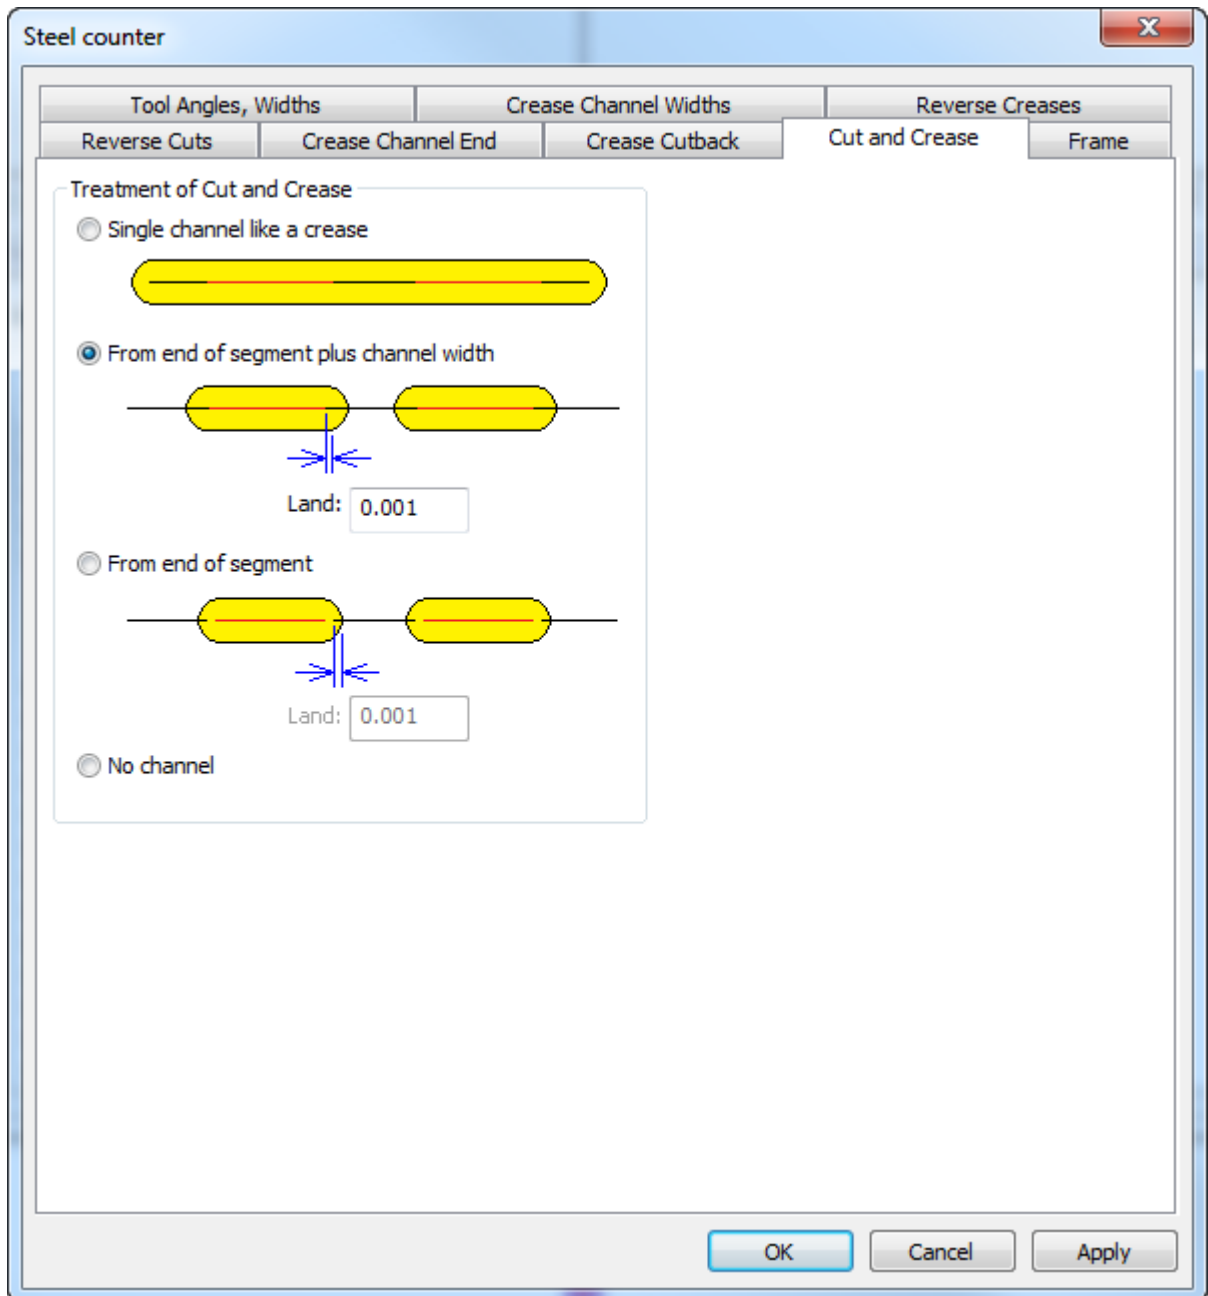 Steel counter
Tool Angles, Widths
Crease Channel Widths
Reverse Creases
Reverse Cuts
Crease Channel End
Crease Cutback
Cut and Crease
Frame
Treatment of Cut and Crease
Single channel like a crease
From end of segment plus channel width
Land: 0.001
From end of segment
Land: 0.001
No channel
OK
Cancel
Apply